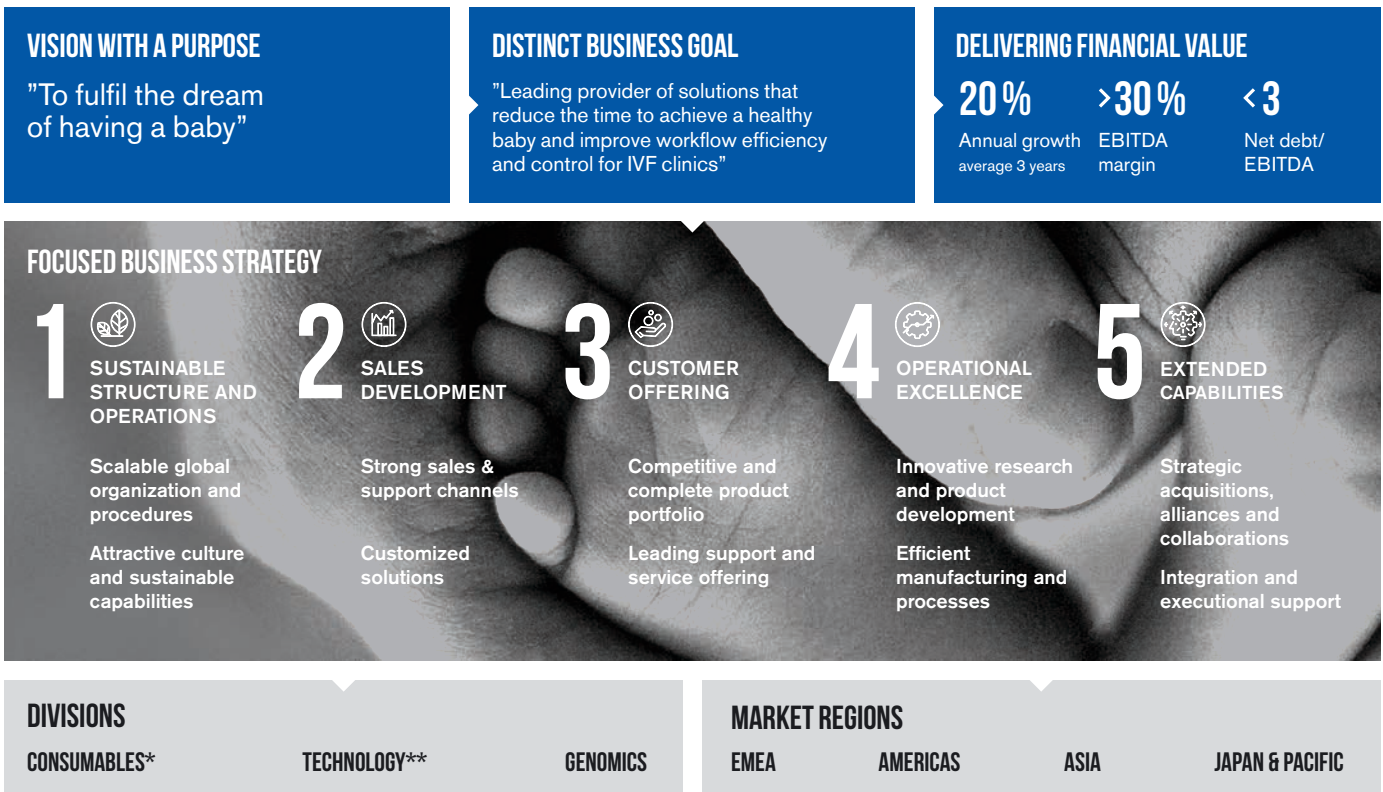 VISION WITH A PURPOSE
”To fulfil the dream
of having a baby”
DISTINCT BUSINESS GOAL
”Leading provider of solutions that
reduce the time to achieve a healthy
baby and improve workflow efficiency
and control for IVF clinics”
DELIVERING FINANCIAL VALUE
20 %
Annual growth
average 3 years
>30 %
EBITDA
margin
<3
Net debt/
EBITDA
FOCUSED BUSINESS STRATEGY
1
SUSTAINABLE
STRUCTURE AND
OPERATIONS
Scalable global
organization and
procedures
Attractive culture
and sustainable
capabilities
2
SALES
DEVELOPMENT
Strong sales &
support channels
Customized
solutions
3
CUSTOMER
OFFERING
Competitive and
complete product
portfolio
Leading support and
service offering
4
OPERATIONAL
EXCELLENCE
Innovative research
and product
development
Efficient
manufacturing and
processes
5
EXTENDED
CAPABILITIES
Strategic
acquisitions,
alliances and
collaborations
Integration and
executional support
DIVISIONS
CONSUMABLES*
TECHNOLOGY**
GENOMICS
MARKET REGIONS
EMEA
AMERICAS
ASIA
JAPAN & PACIFIC